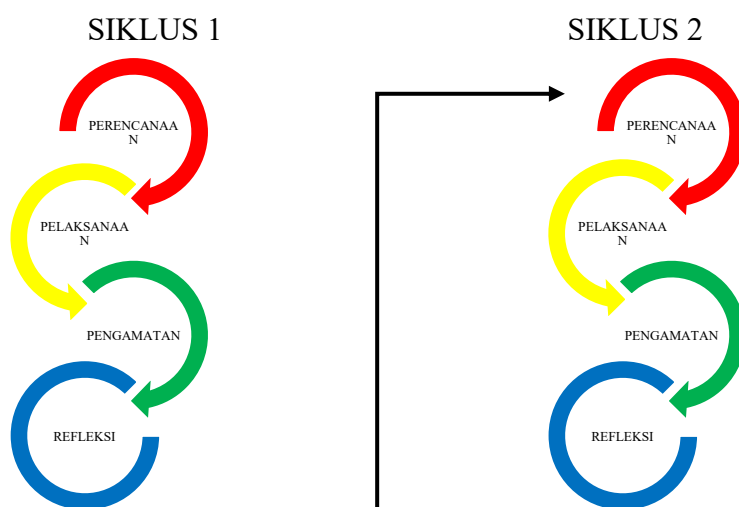 SIKLUS 1
PERENCANAA
N
PELAKSANAA
N
PENGAMATAN
REFLEKSI
SIKLUS 2
PERENCANAA
N
PELAKSANAA
N
PENGAMATAN
REFLEKSI